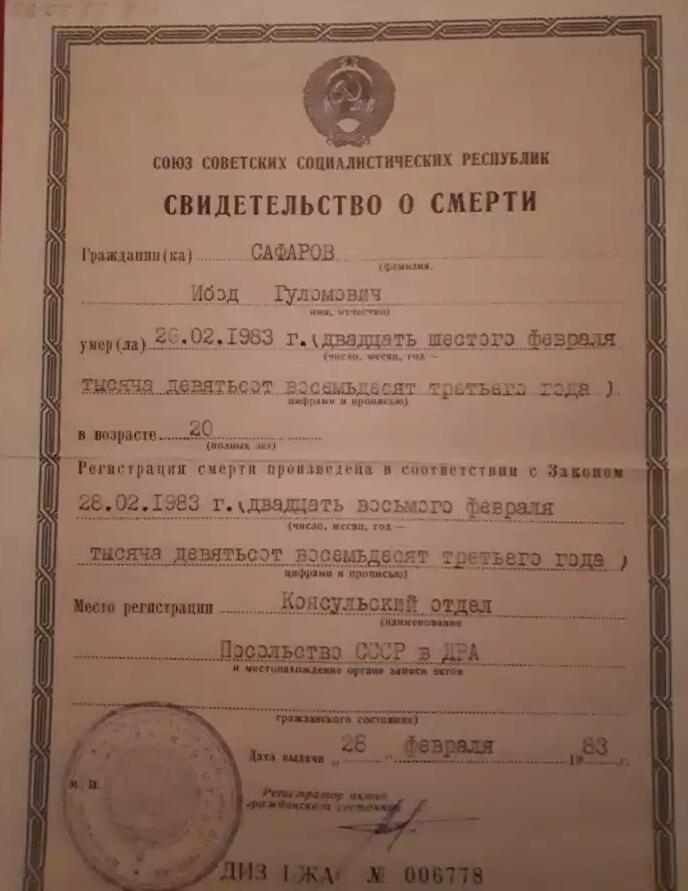 СОЮЗ СОВЕТСКИХ СОЦИАЛИСТИЧЕСКИХ РЕСПУБЛИК
СВИДЕТЕЛЬСТВО О СМЕРТИ
Гражданин(ка) САФАРОВ
(фамилия,
Ибод Гуломович
имя, отчество)
умер(ла) 26.02.1983 г.(двадцать шестого февраля
(число, месяц, год —
тысяча девятьсот восемьдесят третьего года )
цифрами и прописью)
в возрасте 20
(полных лет)
Регистрация смерти произведена в соответствии с Законом
28.02.1983 г.(двадцать восьмого февраля
(число, месяц, год —
тысяча девятьсот восемьдесят третьего года )
цифрами и прописью)
Место регистрации Консульский отдел
(наименование
Посольство СССР в ДРА
и местонахождение органа записи актов
гражданского состояния)
Дата выдачи „ 28 " февраля 19 83 г.
М. П.
Регистратор актов
гражданского состояния
ДИЗ I-ЖА № 006778